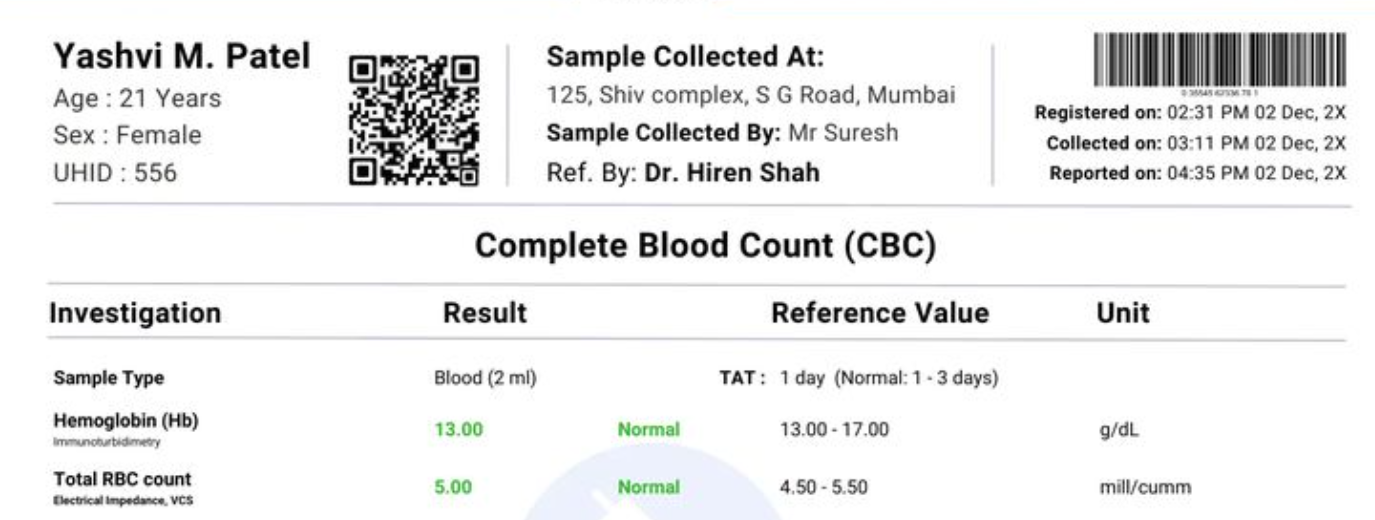 Yashvi M. Patel
Age : 21 Years
Sex : Female
UHID : 556
Sample Collected At:
125, Shiv complex, S G Road, Mumbai
Sample Collected By: Mr Suresh
Ref. By: Dr. Hiren Shah
Registered on: 02:31 PM 02 Dec, 2X
Collected on: 03:11 PM 02 Dec, 2X
Reported on: 04:35 PM 02 Dec, 2X
Complete Blood Count (CBC)
Investigation Result Reference Value Unit
Sample Type Blood (2 ml) TAT : 1 day (Normal: 1 - 3 days)
Hemoglobin (Hb) 13.00 Normal 13.00 - 17.00 g/dL
Immunoturbidimetry
Total RBC count 5.00 Normal 4.50 - 5.50 mill/cumm
Electrical Impedance, VCS